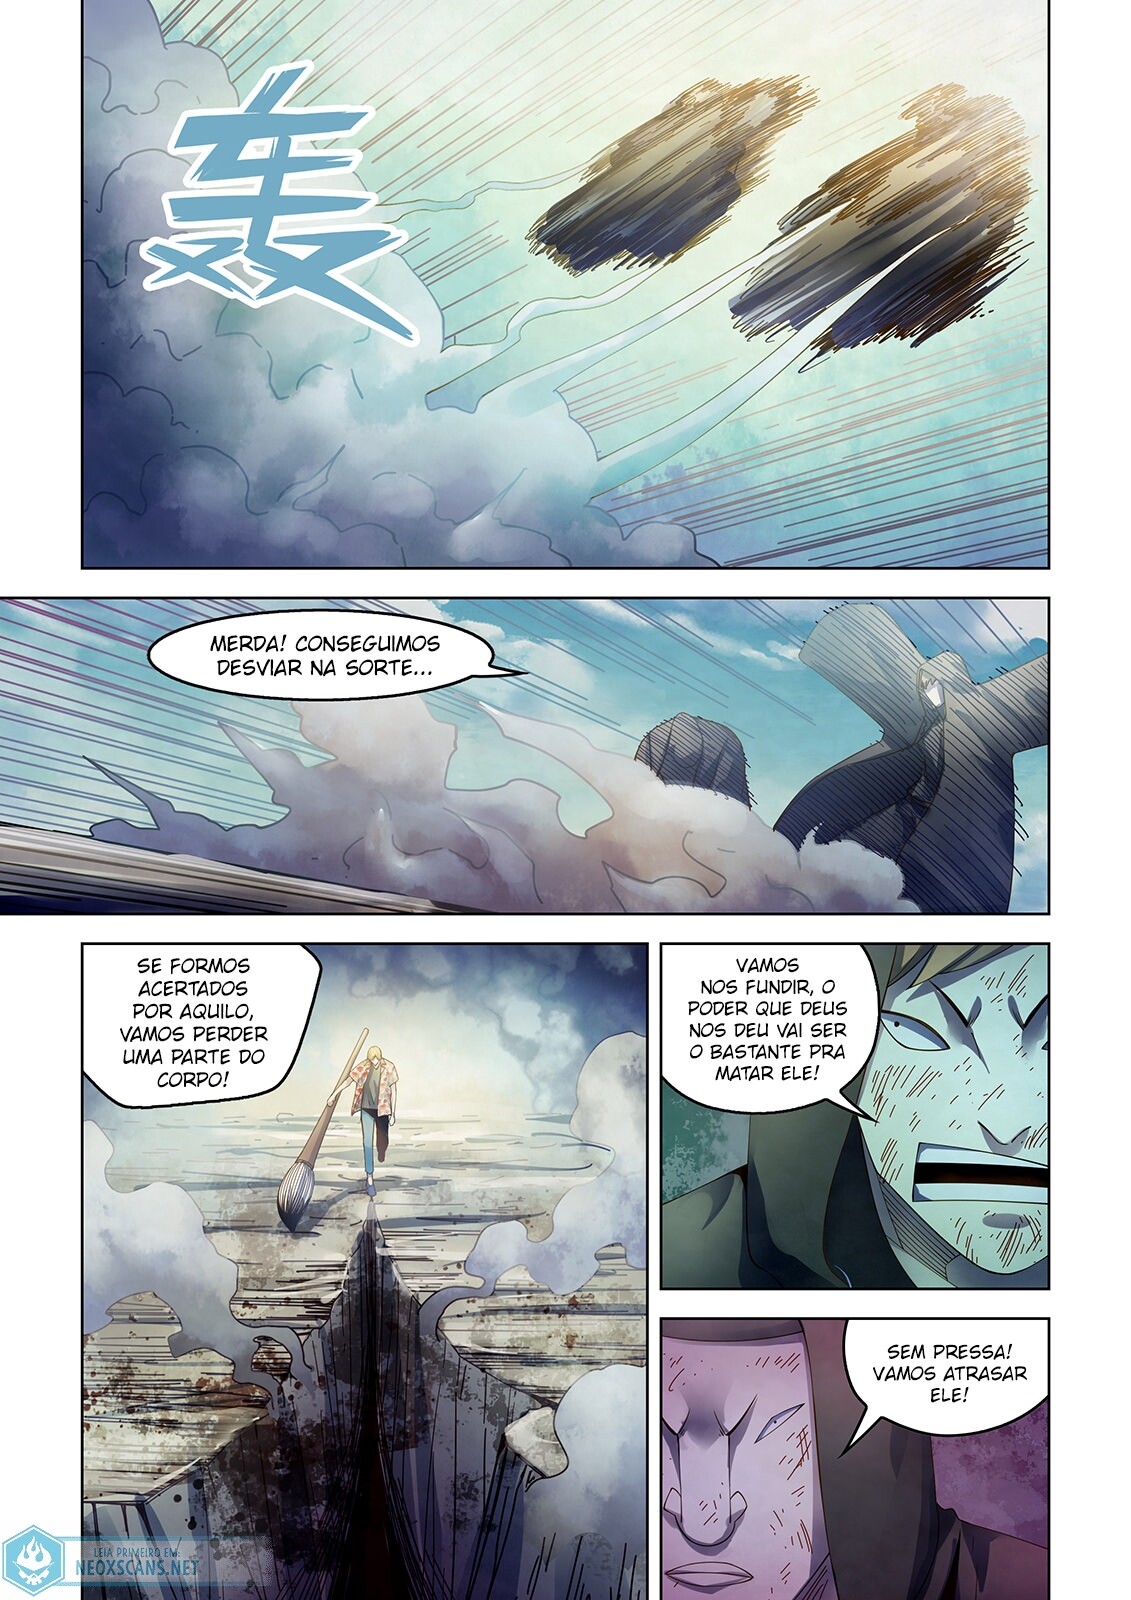 轰
MERDA! CONSEGUIMOS
DESVIAR NA SORTE...
SE FORMOS
ACERTADOS
POR AQUILO,
VAMOS PERDER
UMA PARTE DO
CORPO!
VAMOS
NOS FUNDIR, O
PODER QUE DEUS
NOS DEU VAI SER
O BASTANTE PRA
MATAR ELE!
SEM PRESSA!
VAMOS ATRASAR
ELE!
LEIA PRIMEIRO EM:
NEOXSCANS.NET